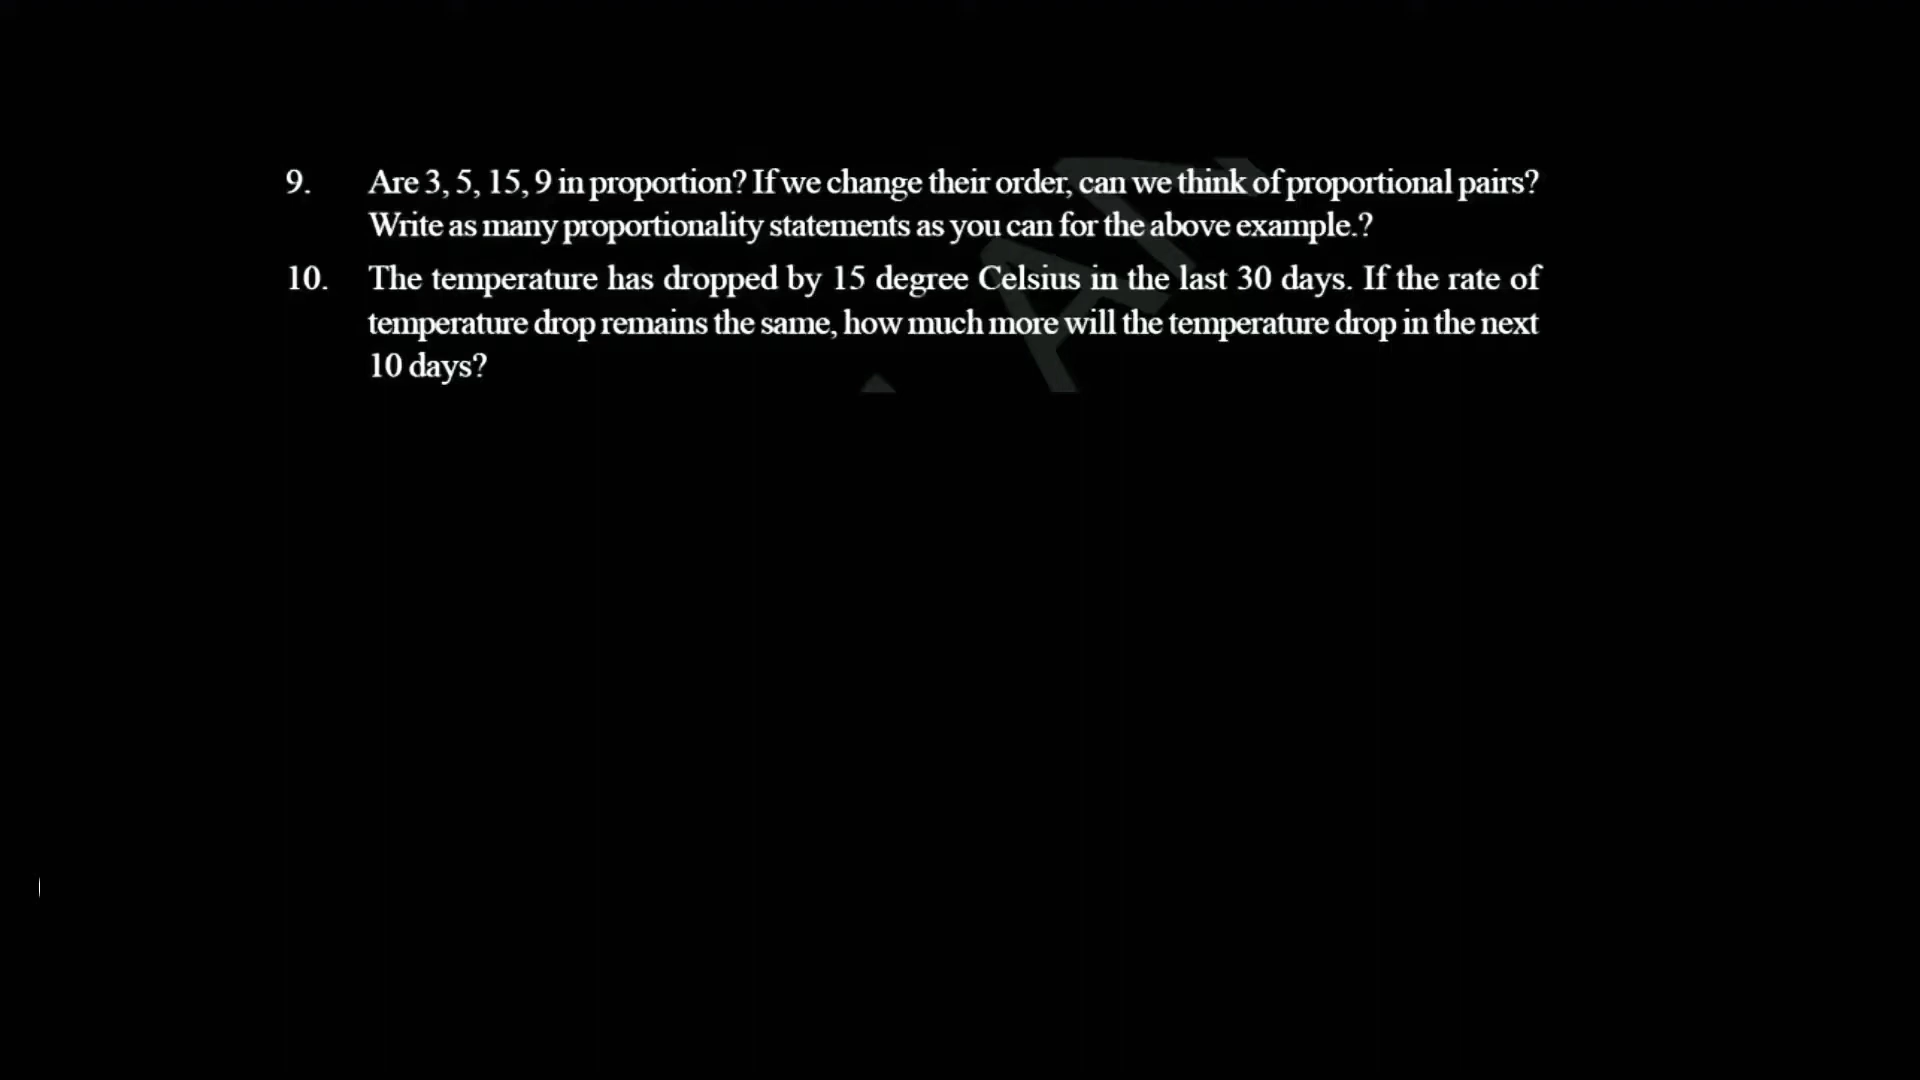 9. Are 3, 5, 15, 9 in proportion? If we change their order, can we think of proportional pairs?
Write as many proportionality statements as you can for the above example.?
10. The temperature has dropped by 15 degree Celsius in the last 30 days. If the rate of
temperature drop remains the same, how much more will the temperature drop in the next
10 days?